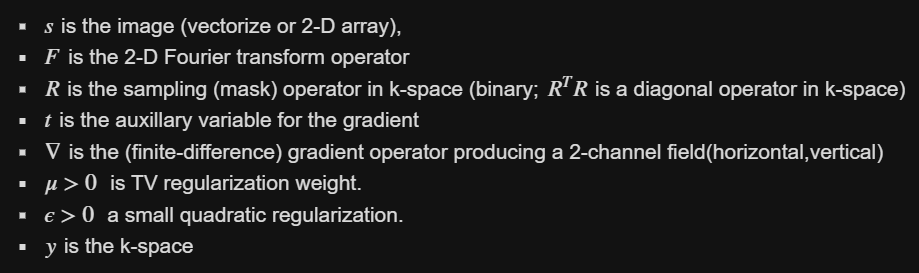 ▪ s is the image (vectorize or 2-D array),
▪ F is the 2-D Fourier transform operator
▪ R is the sampling (mask) operator in k-space (binary; RᵀR is a diagonal operator in k-space)
▪ t is the auxillary variable for the gradient
▪ ∇ is the (finite-difference) gradient operator producing a 2-channel field(horizontal,vertical)
▪ μ > 0 is TV regularization weight.
▪ ϵ > 0 a small quadratic regularization.
▪ y is the k-space